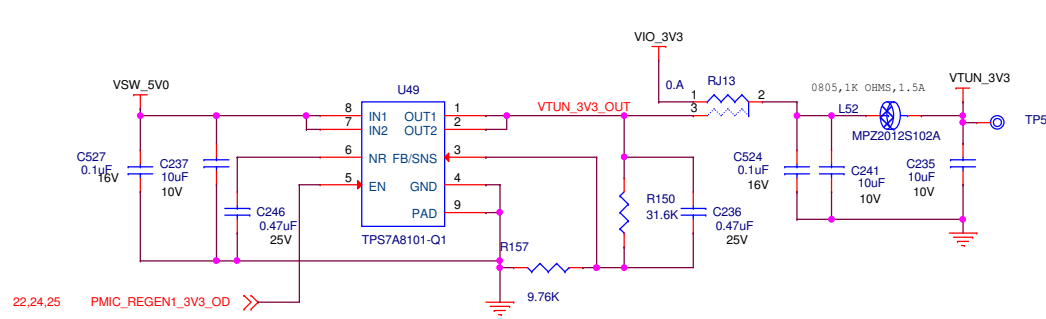 VIO_3V3
VSW_5V0
U49
0.A
RJ13
0805,1K OHMS,1.5A
VTUN_3V3
8
IN1
OUT1
1
VTUN_3V3_OUT
1
2
3
L52
TP5
7
IN2
OUT2
2
MPZ2012S102A
C527
0.1uF
16V
C237
10uF
10V
6
NR
FB/SNS
3
C524
0.1uF
16V
C241
10uF
10V
C235
10uF
10V
5
EN
GND
4
R150
31.6K
C246
0.47uF
25V
PAD
9
C236
0.47uF
25V
TPS7A8101-Q1
R157
9.76K
22,24,25
PMIC_REGEN1_3V3_OD